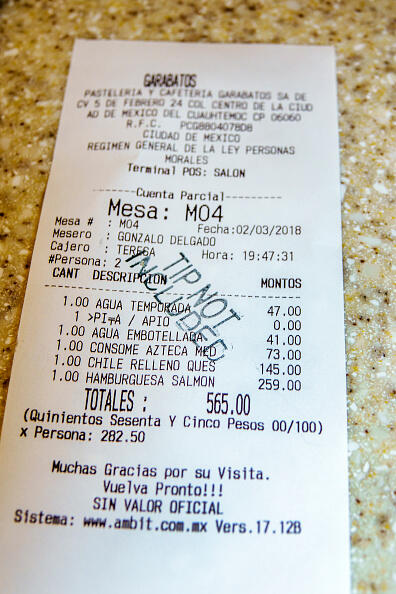 GARABATOS
PASTELERIA Y CAFETERIA GARABATOS SA DE
CV 5 DE FEBRERO 24 COL CENTRO DE LA CIUD
AD DE MEXICO DEL CUAUHTEMOC CP 06060
R.F.C. PCG880407BD8
CIUDAD DE MEXICO
REGIMEN GENERAL DE LA LEY PERSONAS
MORALES
Terminal POS: SALON
--------Cuenta Parcial---------
Mesa: M04
Mesa # : M04 Fecha:02/03/2018
Mesero : GONZALO DELGADO
Cajero : TERESA Hora: 19:47:31
#Persona: 2
TIP NOT
INCLUDED
CANT DESCRIPCION MONTOS
1.00 AGUA TEMPORADA 47.00
1 >PI¬A / APIO 0.00
1.00 AGUA EMBOTELLADA 41.00
1.00 CONSOME AZTECA MED 73.00
1.00 CHILE RELLENO QUES 145.00
1.00 HAMBURGUESA SALMON 259.00
TOTALES : 565.00
(Quinientos Sesenta Y Cinco Pesos 00/100)
x Persona: 282.50
Muchas Gracias por su Visita.
Vuelva Pronto!!!
SIN VALOR OFICIAL
Sistema: www.ambit.com.mx Vers.17.12B